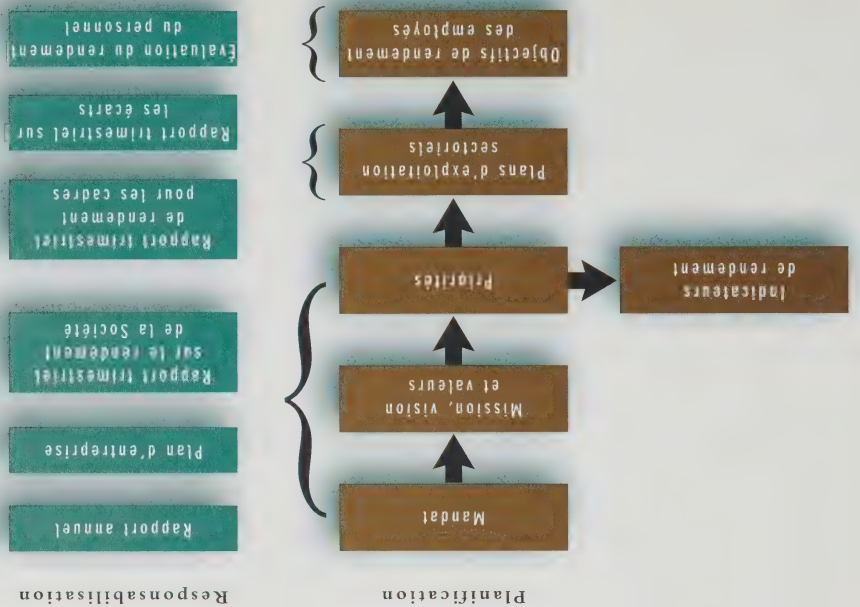 Planification
Mandat
Mission, vision
et valeurs
Priorités
Indicateurs
de rendement
Plans d'exploitation
sectoriels
Objectifs de rendement
des employés
Responsabilisation
Rapport annuel
Plan d'entreprise
Rapport trimestriel
sur le rendement
de la Société
Rapport trimestriel
de rendement
pour les cadres
Rapport trimestriel sur
les écarts
Évaluation du rendement
du personnel